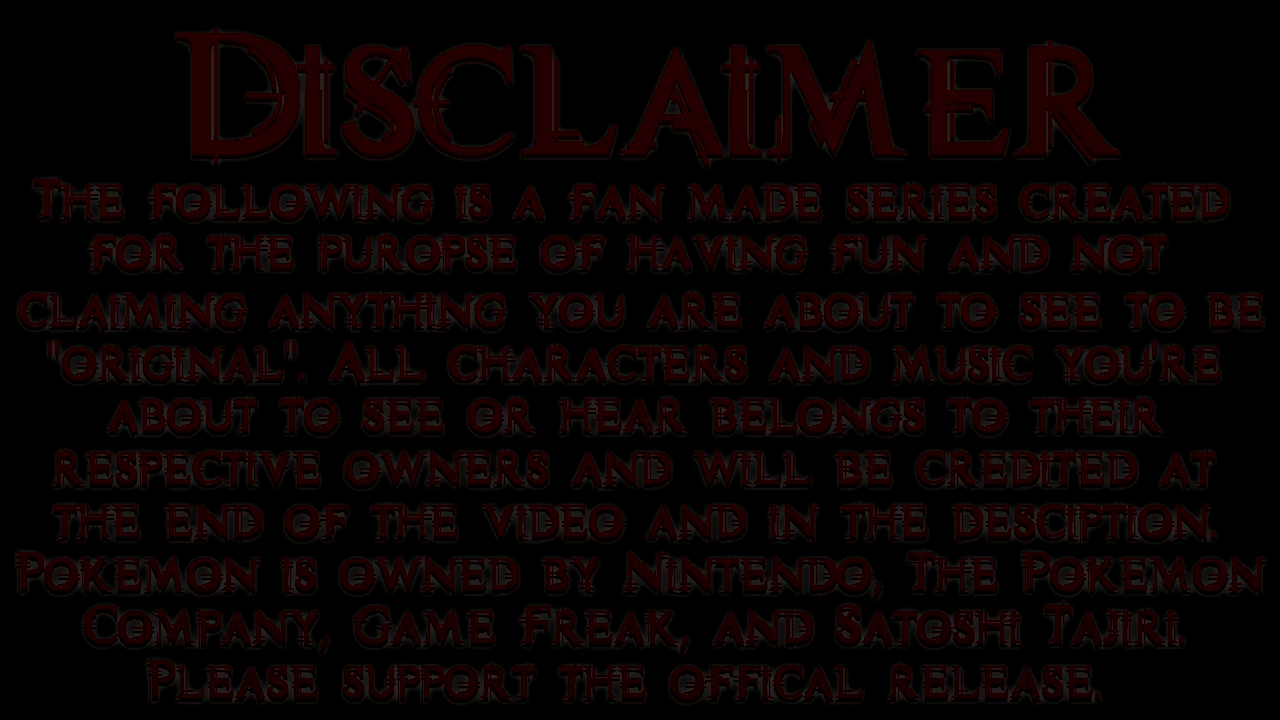 Disclaimer
The following is a fan made series created
for the puropse of having fun and not
claiming anything you are about to see to be
"original". All characters and music you're
about to see or hear belongs to their
respective owners and will be credited at
the end of the video and in the desciption.
Pokemon is owned by Nintendo, The Pokemon
Company, Game Freak, and Satoshi Tajiri.
Please support the offical release.